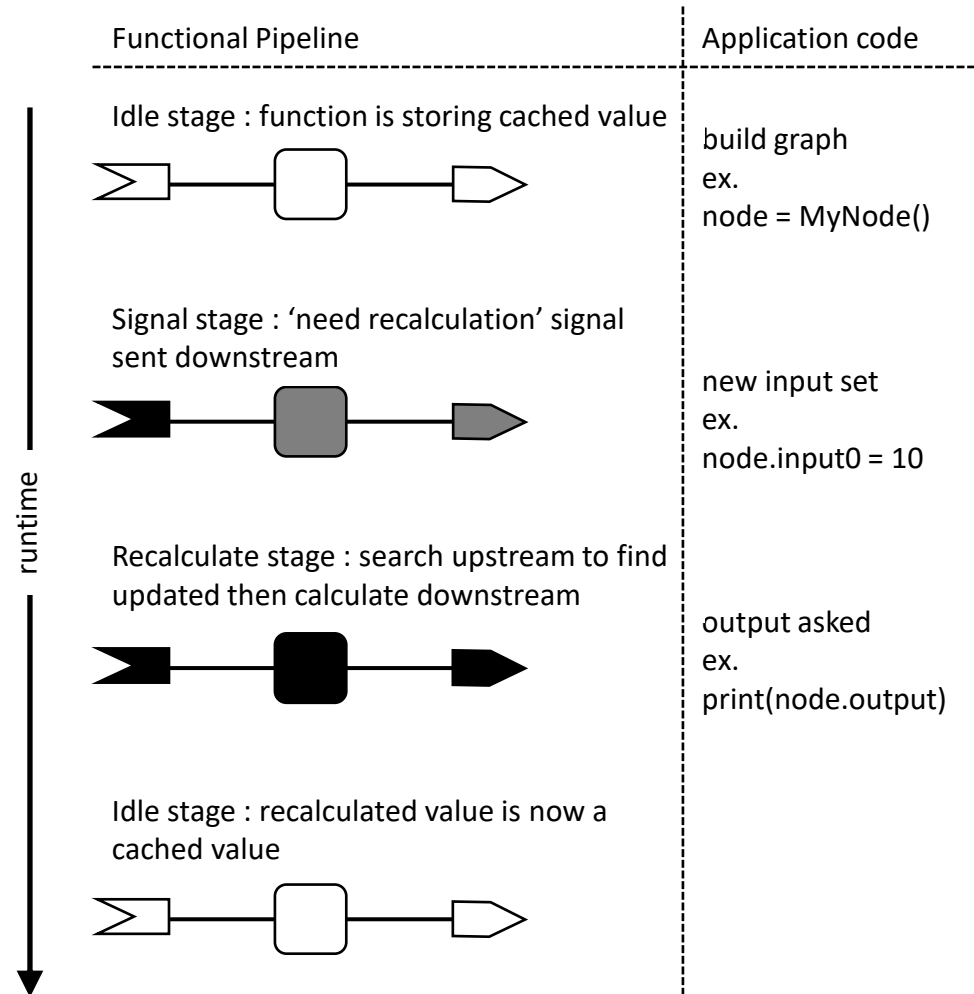 Functional Pipeline
Application code
Idle stage : function is storing cached value
build graph
ex.
node = MyNode()
Signal stage : ‘need recalculation’ signal
sent downstream
new input set
ex.
node.input0 = 10
runtime
Recalculate stage : search upstream to find
updated then calculate downstream
output asked
ex.
print(node.output)
Idle stage : recalculated value is now a
cached value